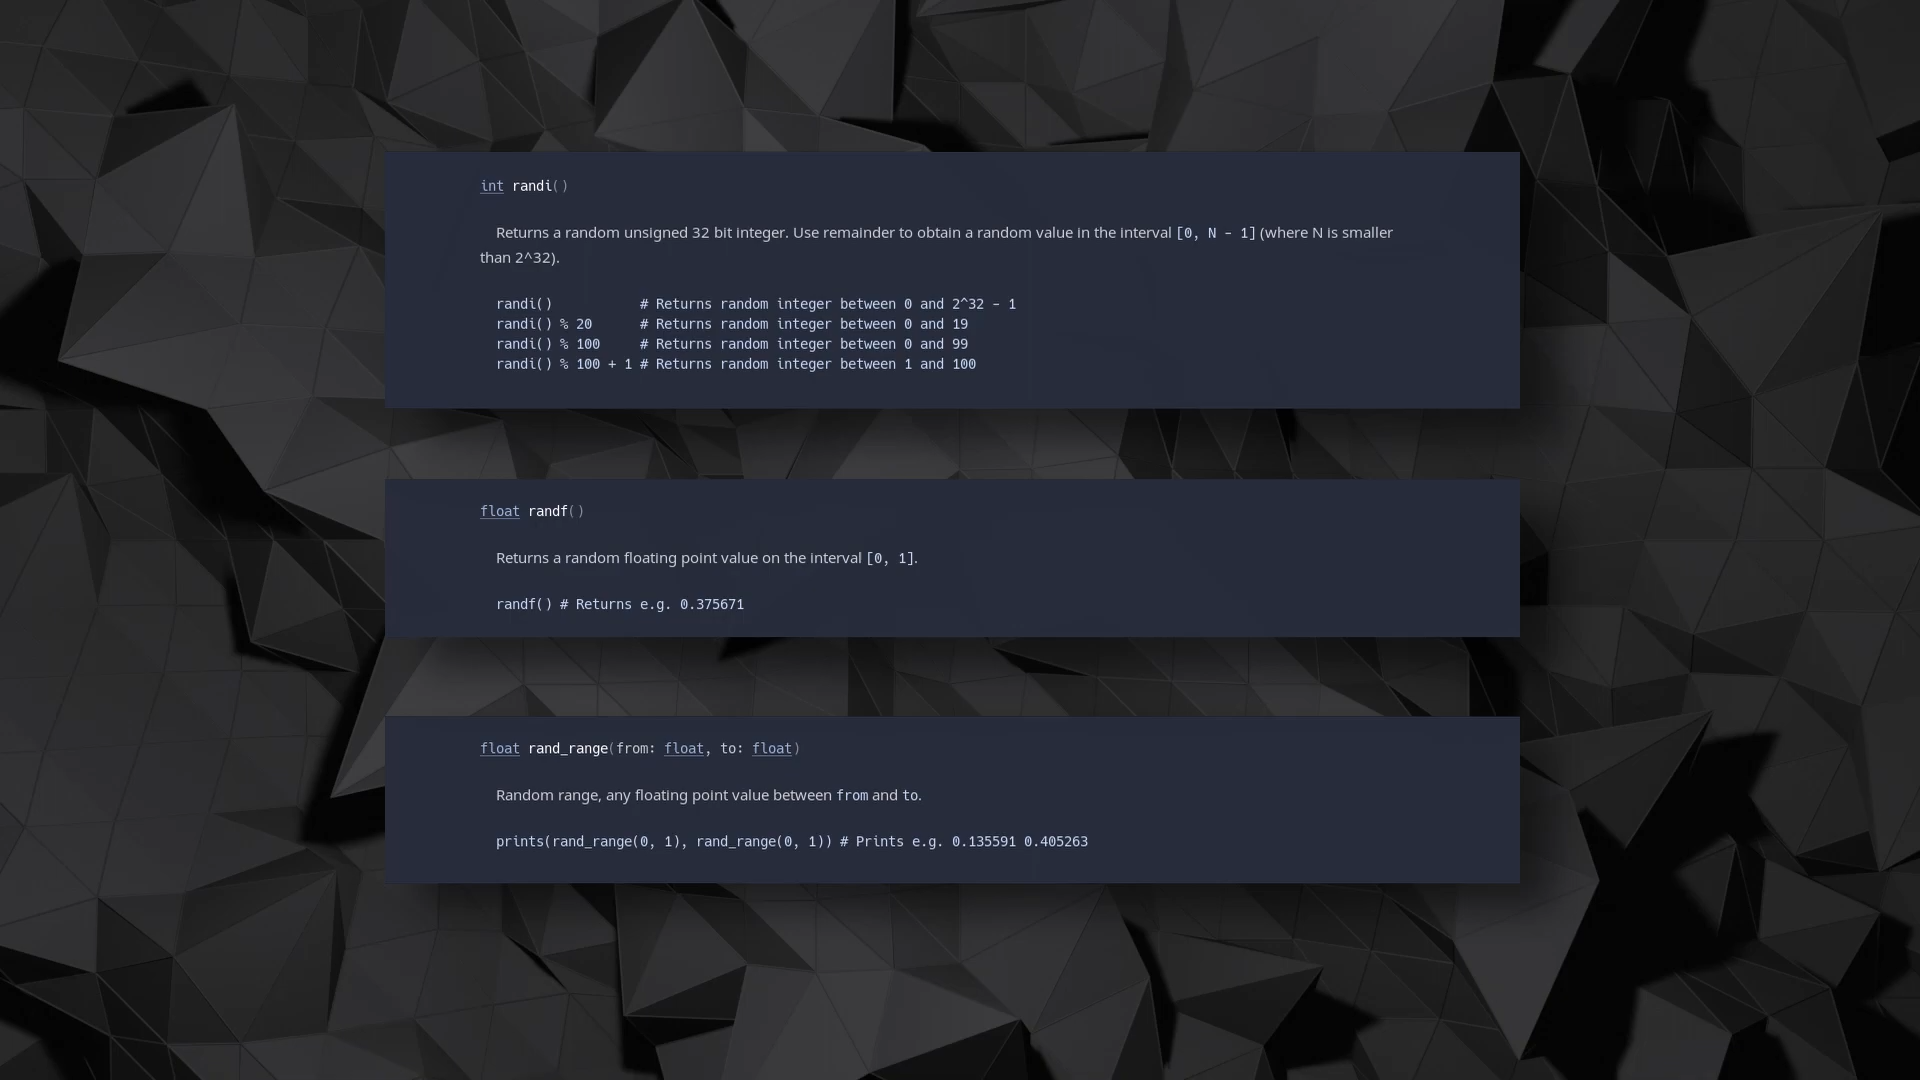 int randi()
Returns a random unsigned 32 bit integer. Use remainder to obtain a random value in the interval [0, N - 1] (where N is smaller
than 2^32).
randi()           # Returns random integer between 0 and 2^32 - 1
randi() % 20      # Returns random integer between 0 and 19
randi() % 100     # Returns random integer between 0 and 99
randi() % 100 + 1 # Returns random integer between 1 and 100
float randf()
Returns a random floating point value on the interval [0, 1].
randf() # Returns e.g. 0.375671
float rand_range(from: float, to: float)
Random range, any floating point value between from and to.
prints(rand_range(0, 1), rand_range(0, 1)) # Prints e.g. 0.135591 0.405263